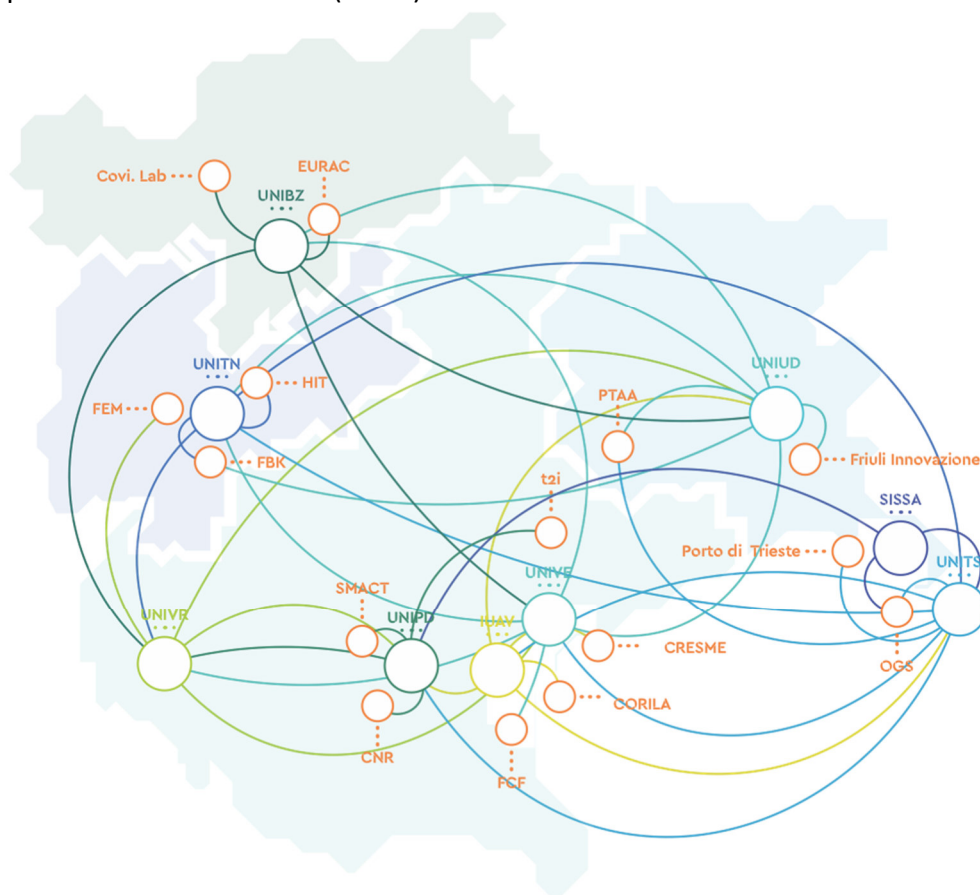 EURAC
Covi. Lab
UNIBZ
UNITN
UNIUD
HIT
FEM
PTAA
FBK
Friuli Innovazione
t2i
SISSA
Porto di Trieste
UNITS
UNIVE
SMACT
UNIVR
UNIPD
IUAV
CRESME
OGS
CORILA
CNR
FCF